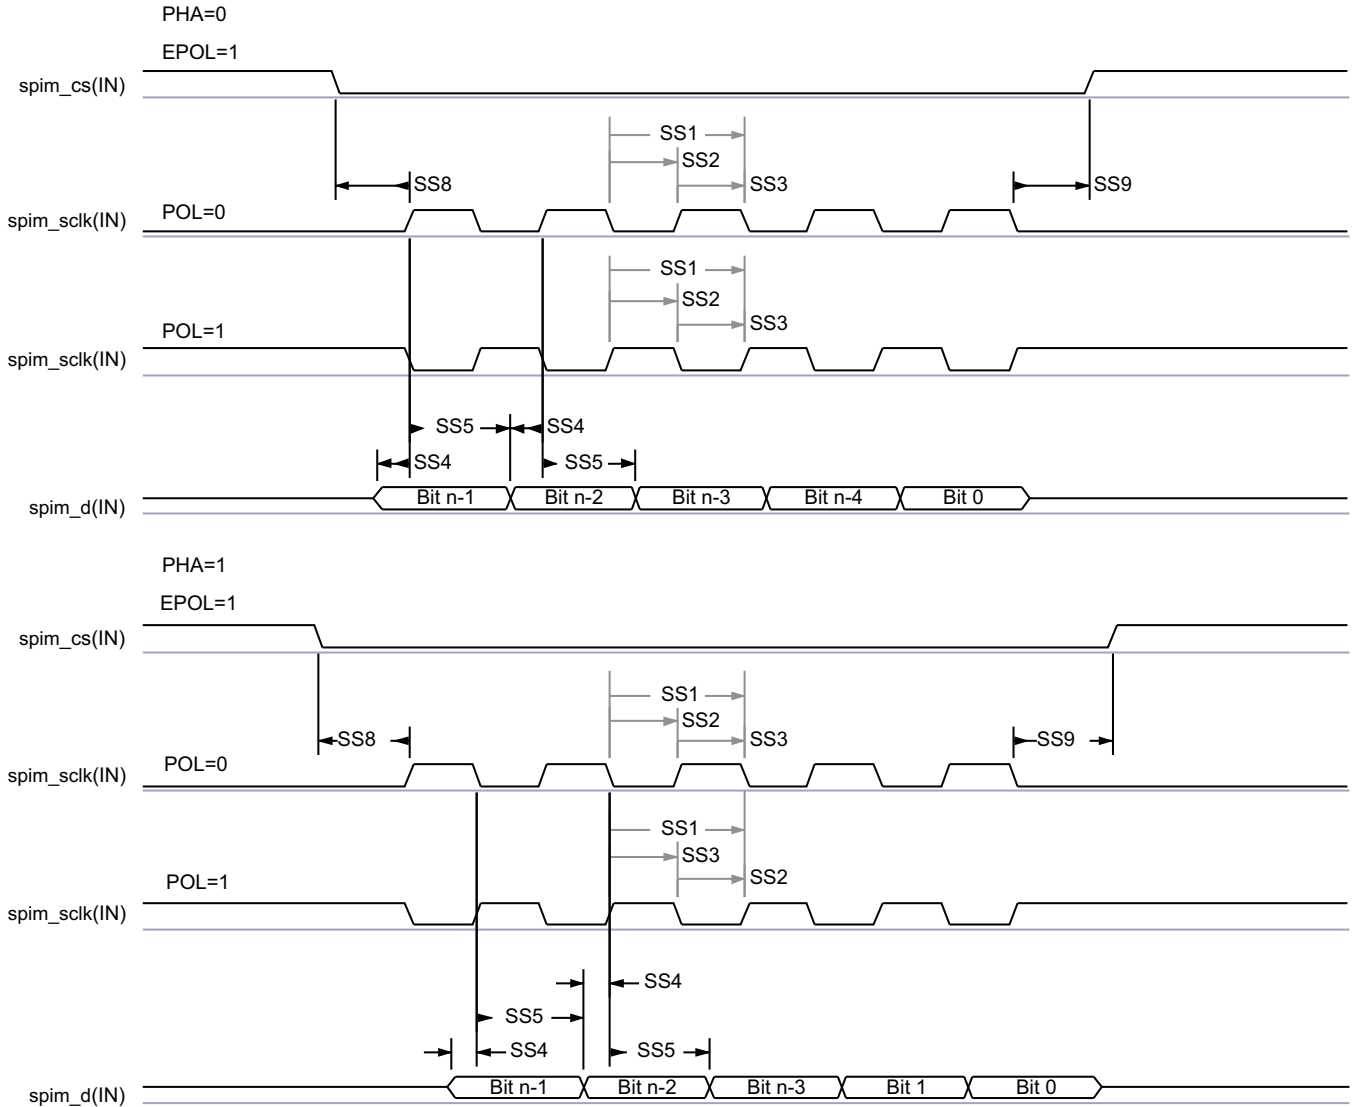 PHA=0
EPOL=1
spim_cs(IN)
SS1
SS2
SS8
SS3
SS9
POL=0
spim_sclk(IN)
SS1
SS2
SS3
POL=1
spim_sclk(IN)
SS5
SS4
SS4
SS5
Bit n-1
Bit n-2
Bit n-3
Bit n-4
Bit 0
spim_d(IN)
PHA=1
EPOL=1
spim_cs(IN)
SS1
SS2
SS8
SS3
SS9
POL=0
spim_sclk(IN)
SS1
SS3
SS2
POL=1
spim_sclk(IN)
SS4
SS5
SS4
SS5
Bit n-1
Bit n-2
Bit n-3
Bit 1
Bit 0
spim_d(IN)